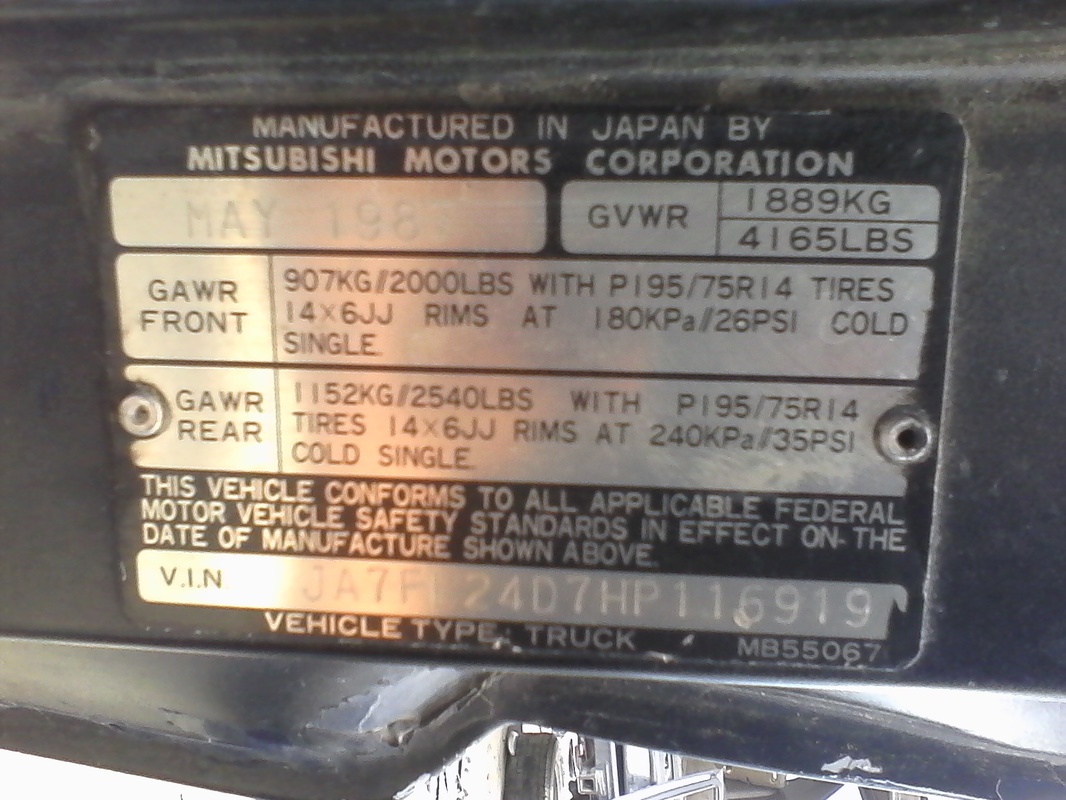 MANUFACTURED IN JAPAN BY
MITSUBISHI MOTORS CORPORATION
MAY 198
GVWR
1889KG
4165LBS
GAWR FRONT
907KG//2000LBS WITH P195/75R14 TIRES
14×6JJ RIMS AT 180KPa//26PSI COLD
SINGLE
GAWR REAR
1152KG//2540LBS WITH P195/75R14
TIRES 14×6JJ RIMS AT 240KPa//35PSI
COLD SINGLE
THIS VEHICLE CONFORMS TO ALL APPLICABLE FEDERAL
MOTOR VEHICLE SAFETY STANDARDS IN EFFECT ON THE
DATE OF MANUFACTURE SHOWN ABOVE.
V.I.N JA7FL24D7HP116919
VEHICLE TYPE: TRUCK
MB55067